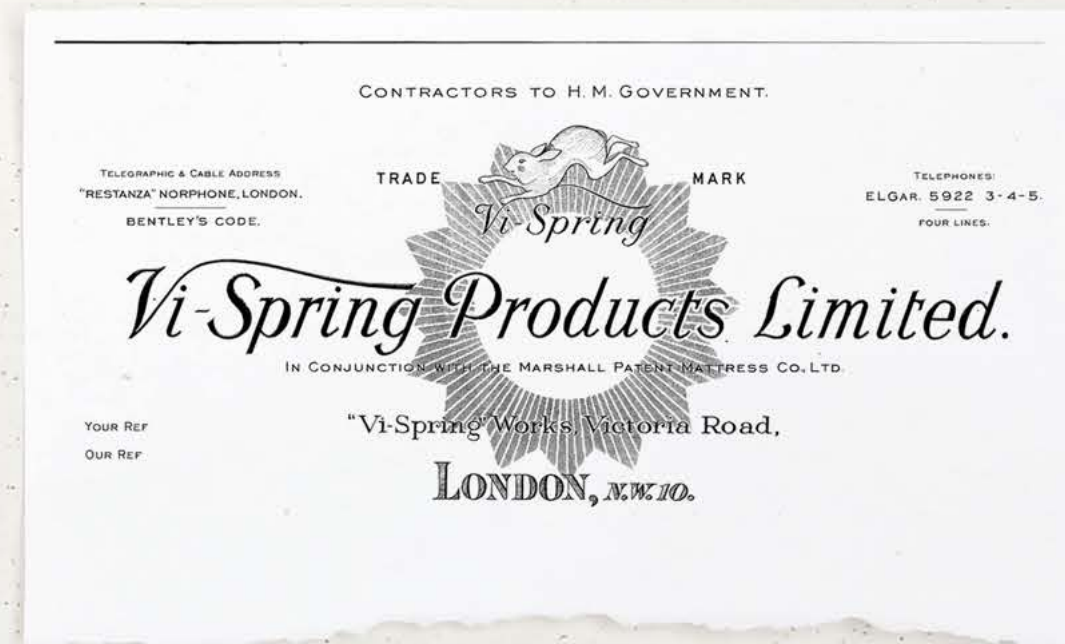 CONTRACTORS TO H. M. GOVERNMENT.
TELEGRAPHIC & CABLE ADDRESS
"RESTANZA" NORPHONE, LONDON.
BENTLEY'S CODE.
TRADE MARK
Vi-Spring
TELEPHONES:
ELGAR. 5922 3-4-5.
FOUR LINES.
Vi-Spring Products Limited.
IN CONJUNCTION WITH THE MARSHALL PATENT MATTRESS CO., LTD.
YOUR REF
OUR REF
"Vi-Spring" Works, Victoria Road,
LONDON, N.W.10.